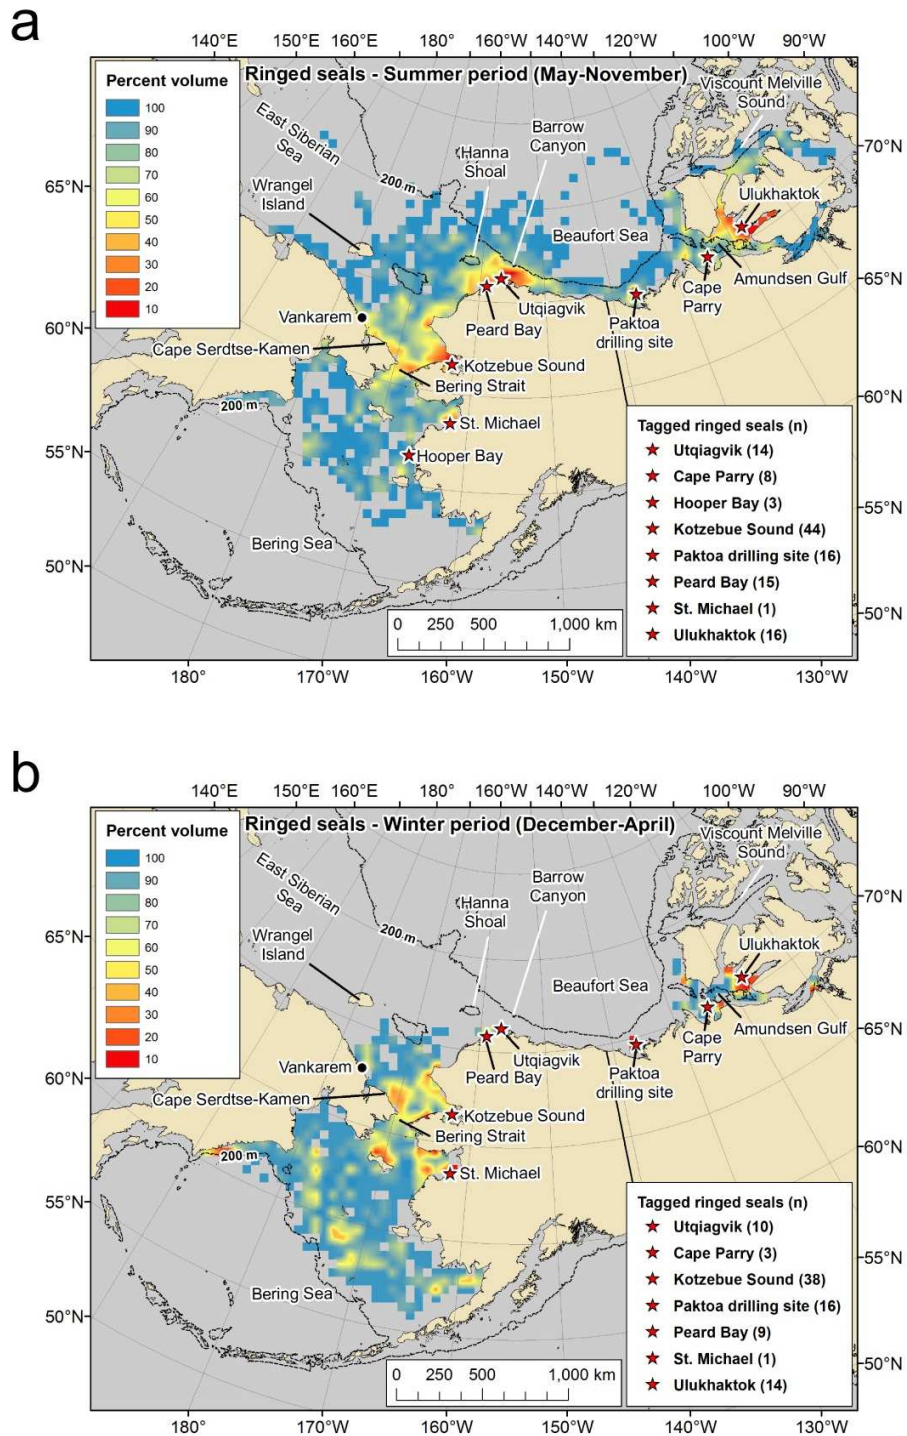 a
140°E 150°E 160°E 180° 160°W 150°W 140°W 130°W 120°W 100°W 90°W
Percent volume
100
90
80
70
60
50
40
30
20
10
Ringed seals - Summer period (May-November)
Viscount Melville
Sound
East Siberian
Sea
Barrow
Canyon
Hanna
Shoal
200 m
Wrangel
Island
Ulukhaktok
Beaufort Sea
Amundsen Gulf
Cape
Parry
Vankarem
Utqiagvik
Peard Bay
Paktoa
drilling site
Cape Serdtse-Kamen
Kotzebue Sound
Bering Strait
200 m
St. Michael
Hooper Bay
Bering Sea
65°N
60°N
55°N
50°N
70°N
65°N
60°N
55°N
50°N
Tagged ringed seals (n)
Utqiagvik (14)
Cape Parry (8)
Hooper Bay (3)
Kotzebue Sound (44)
Paktoa drilling site (16)
Peard Bay (15)
St. Michael (1)
Ulukhaktok (16)
0 250 500 1,000 km
180° 170°W 160°W 150°W 140°W 130°W
b
140°E 150°E 160°E 180° 160°W 150°W 140°W 130°W 120°W 100°W 90°W
Percent volume
100
90
80
70
60
50
40
30
20
10
Ringed seals - Winter period (December-April)
Viscount Melville
Sound
East Siberian
Sea
Barrow
Canyon
Hanna
Shoal
200 m
Wrangel
Island
Ulukhaktok
Beaufort Sea
Amundsen Gulf
Cape
Parry
Vankarem
Utqiagvik
Peard Bay
Paktoa
drilling site
Cape Serdtse-Kamen
Kotzebue Sound
Bering Strait
200 m
St. Michael
Bering Sea
65°N
60°N
55°N
50°N
70°N
65°N
60°N
55°N
50°N
Tagged ringed seals (n)
Utqiagvik (10)
Cape Parry (3)
Kotzebue Sound (38)
Paktoa drilling site (16)
Peard Bay (9)
St. Michael (1)
Ulukhaktok (14)
0 250 500 1,000 km
180° 170°W 160°W 150°W 140°W 130°W